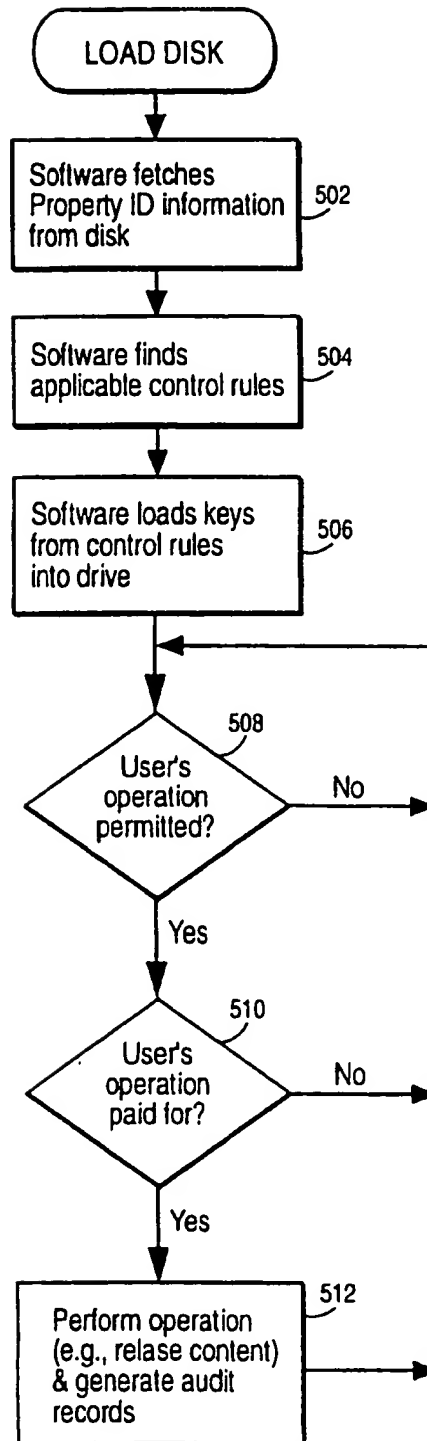 LOAD DISK
Software fetches
Property ID information
from disk
502
Software finds
applicable control rules
504
Software loads keys
from control rules
into drive
506
508
User's
operation
permitted?
No
Yes
510
User's
operation
paid for?
No
Yes
512
Perform operation
(e.g., relase content)
& generate audit
records